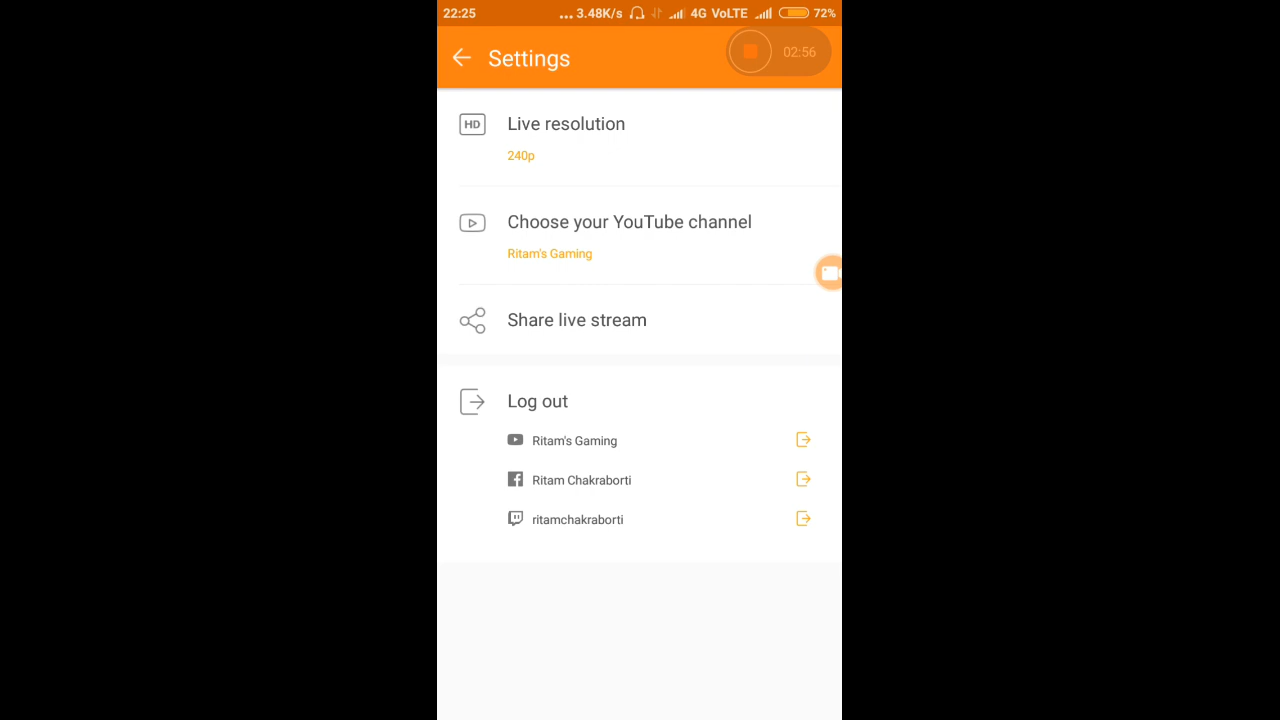 22:25 ... 3.48K/s 4G VoLTE 72%
Settings 02:56
HD Live resolution
240p
Choose your YouTube channel
Ritam's Gaming
Share live stream
Log out
Ritam's Gaming
Ritam Chakraborti
ritamchakraborti